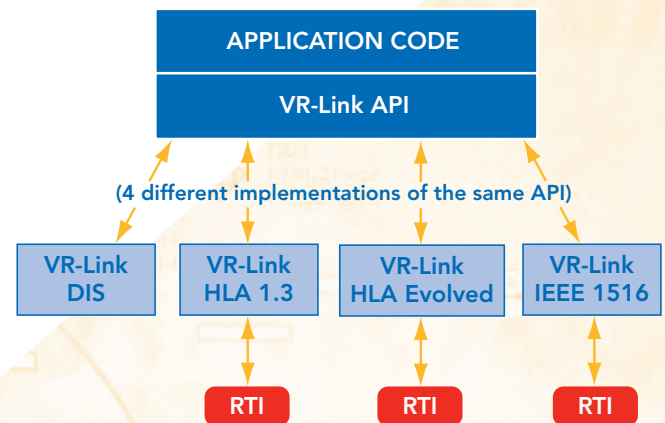 APPLICATION CODE
VR-Link API
(4 different implementations of the same API)
VR-Link
DIS
VR-Link
HLA 1.3
VR-Link
HLA Evolved
VR-Link
IEEE 1516
RTI
RTI
RTI